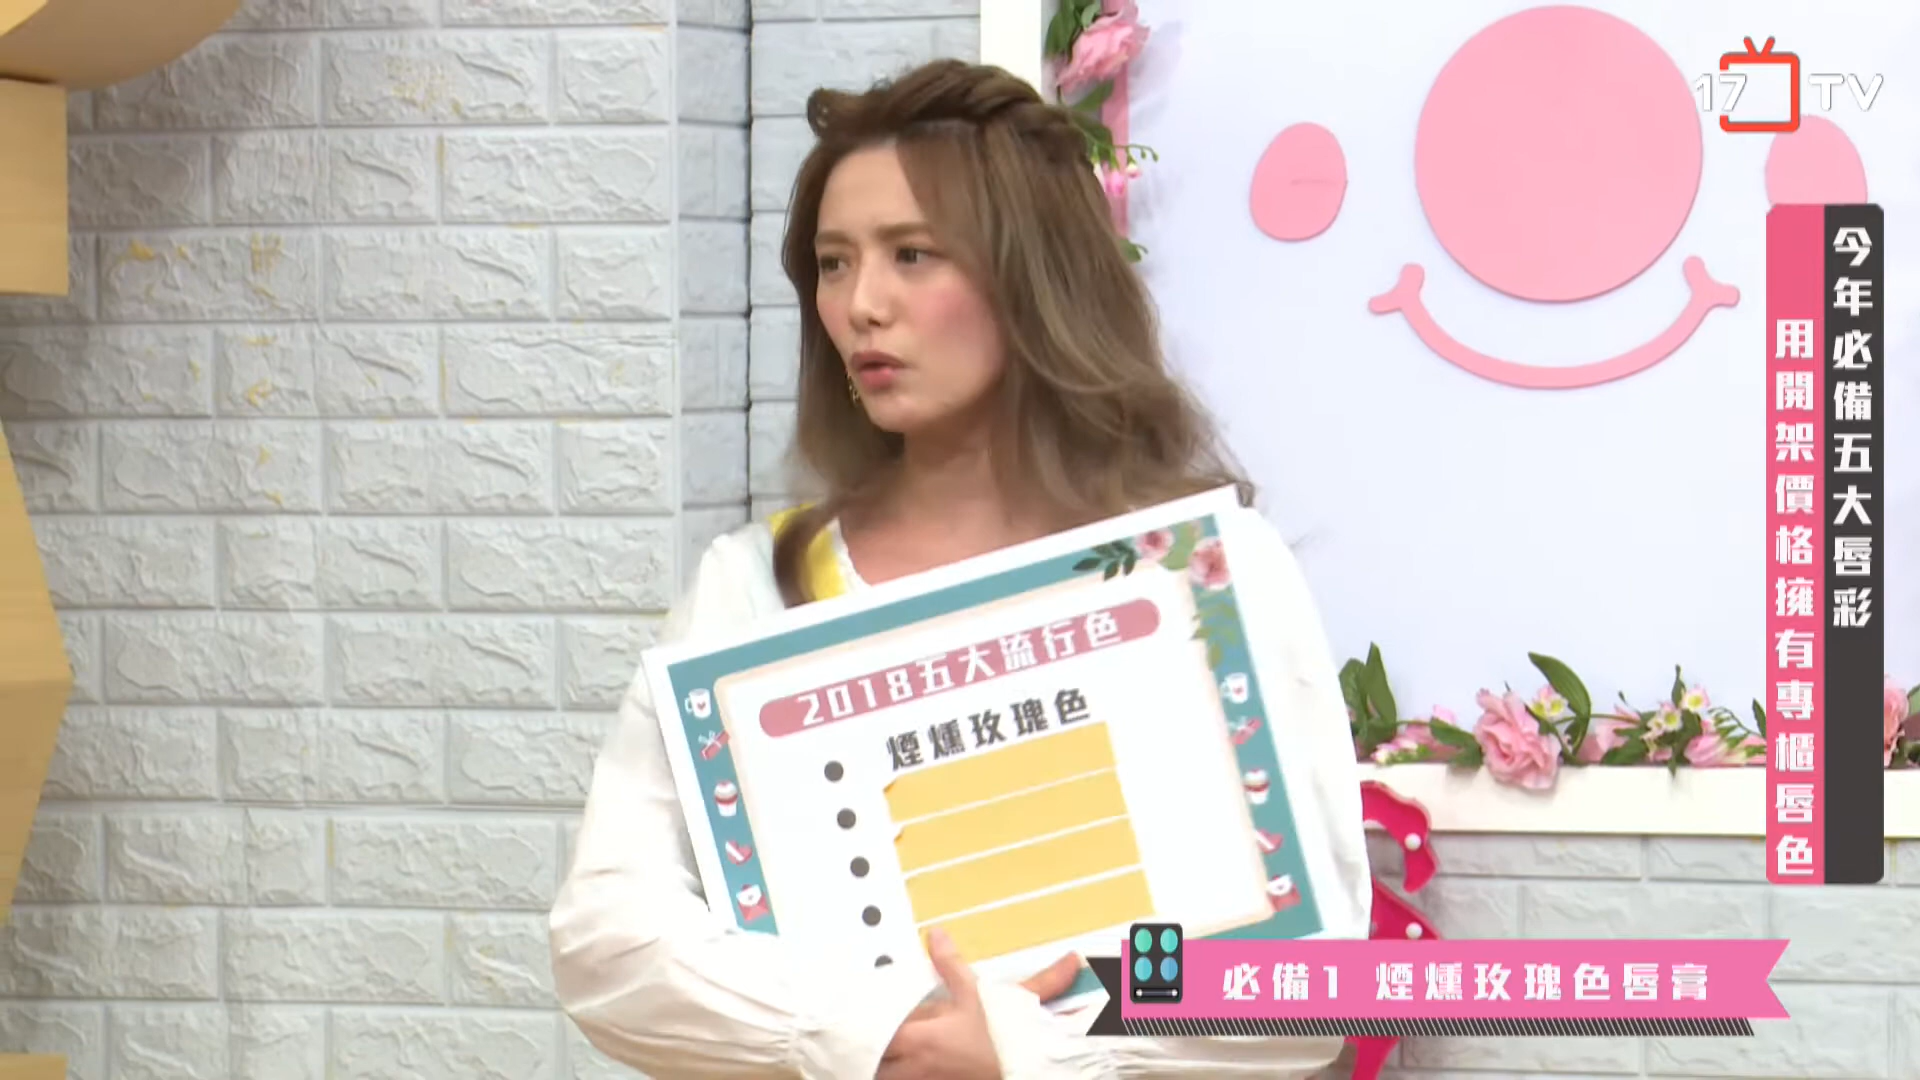 17 TV
今年必備五大唇彩
用開架價格擁有專櫃唇色
2018五大流行色
煙燻玫瑰色
必備1 煙燻玫瑰色唇膏